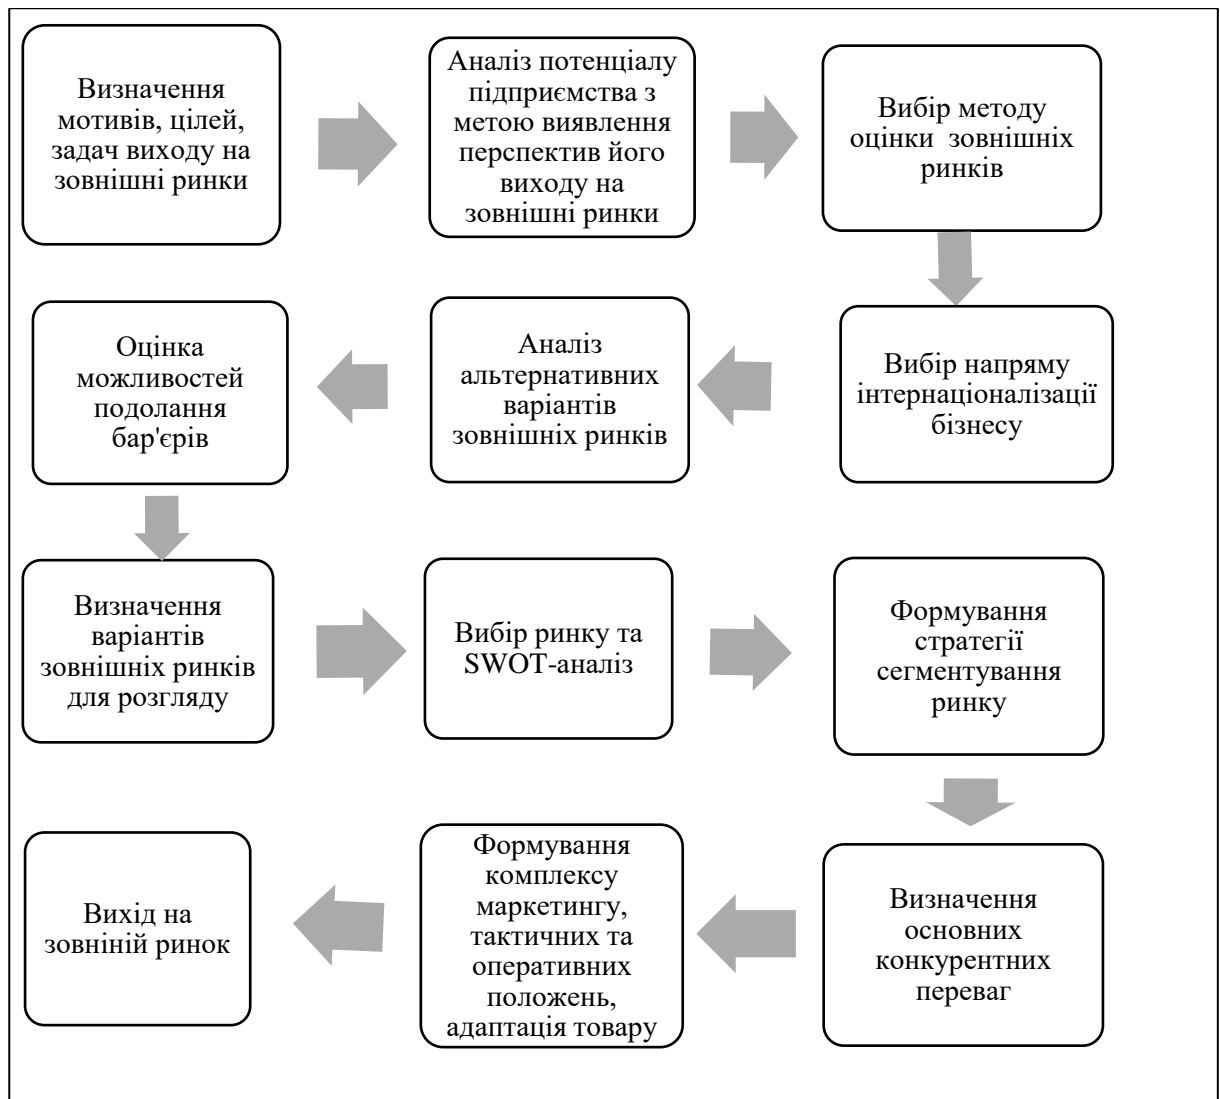 Визначення
мотивів, цілей,
задач виходу на
зовнішні ринки
Аналіз потенціалу
підприємства з
метою виявлення
перспектив його
виходу на
зовнішні ринки
Вибір методу
оцінки зовнішніх
ринків
Вибір напряму
інтернаціоналізації
бізнесу
Аналіз
альтернативних
варіантів
зовнішніх ринків
Оцінка
можливостей
подолання
бар'єрів
Визначення
варіантів
зовнішніх ринків
для розгляду
Вибір ринку та
SWOT-аналіз
Формування
стратегії
сегментування
ринку
Визначення
основних
конкурентних
переваг
Формування
комплексу
маркетингу,
тактичних та
оперативних
положень,
адаптація товару
Вихід на
зовніній ринок